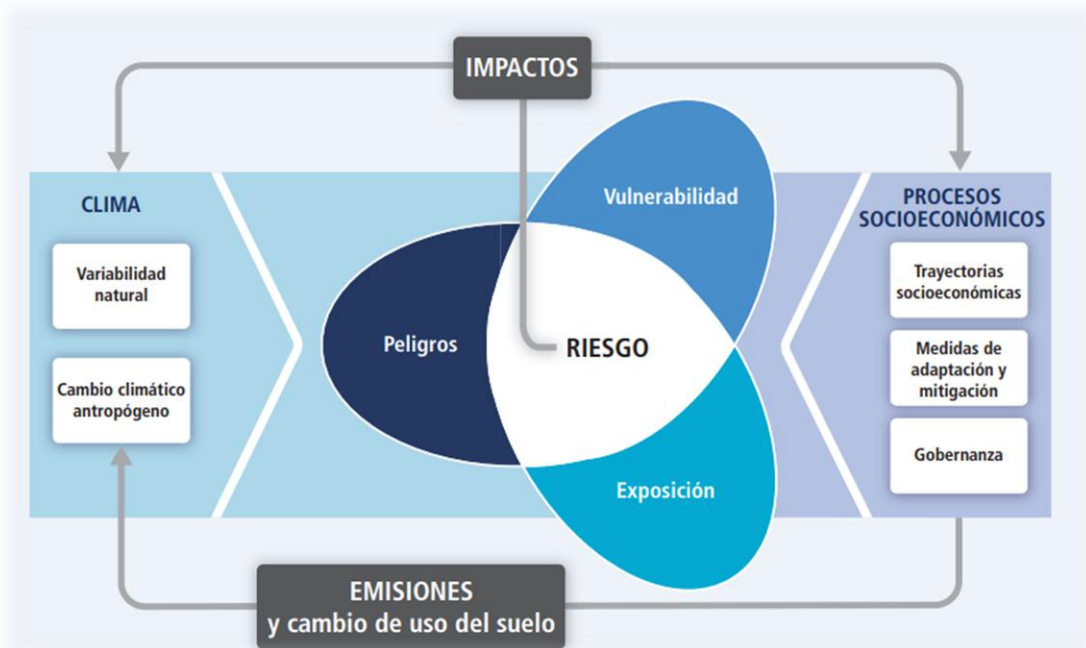 IMPACTOS
CLIMA
Variabilidad
natural
Cambio climático
antropógeno
Peligros
Vulnerabilidad
RIESGO
Exposición
PROCESOS
SOCIOECONÓMICOS
Trayectorias
socioeconómicas
Medidas de
adaptación y
mitigación
Gobernanza
EMISIONES
y cambio de uso del suelo